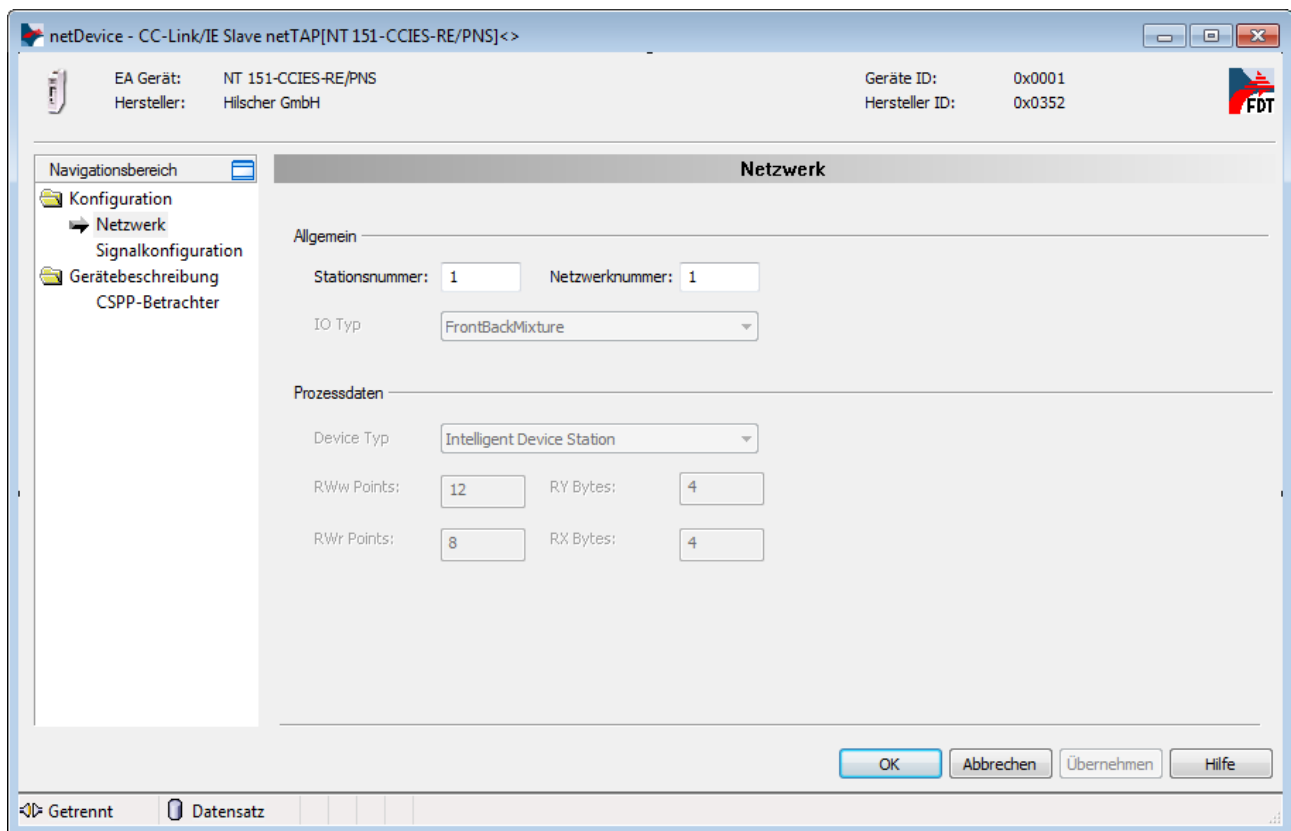 netDevice - CC-Link/IE Slave netTAP[NT 151-CCIES-RE/PNS]<>
EA Gerät: NT 151-CCIES-RE/PNS Geräte ID: 0x0001
Hersteller: Hilscher GmbH Hersteller ID: 0x0352
FDT
Navigationsbereich
Konfiguration
Netzwerk
Signalkonfiguration
Gerätebeschreibung
CSPP-Betrachter
Netzwerk
Allgemein
Stationsnummer: 1 Netzwerknummer: 1
IO Typ FrontBackMixture
Prozessdaten
Device Typ Intelligent Device Station
RWw Points: 12 RY Bytes: 4
RWr Points: 8 RX Bytes: 4
OK Abbrechen Übernehmen Hilfe
Getrennt Datensatz